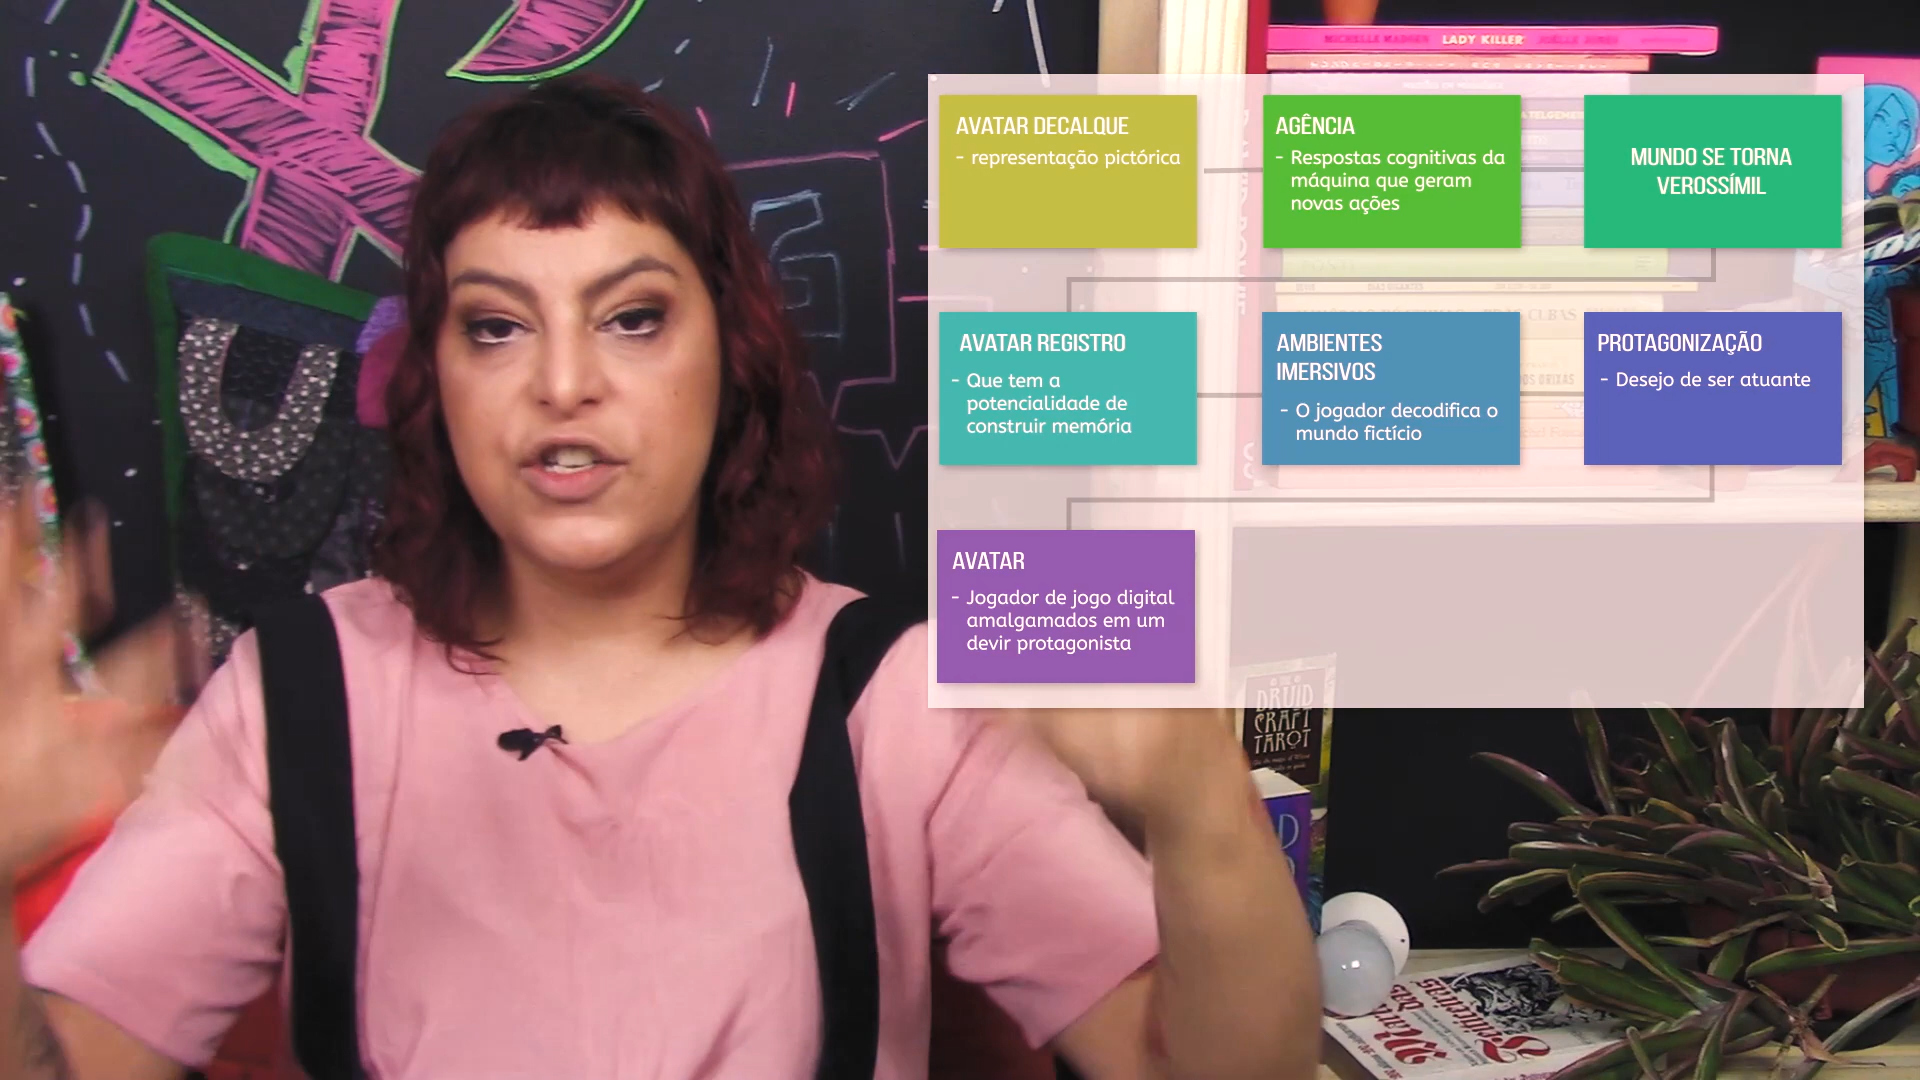 LADY KILLER
AVATAR DECALQUE
- representação pictórica
AGÊNCIA
- Respostas cognitivas da
máquina que geram
novas ações
MUNDO SE TORNA
VEROSSÍMIL
AVATAR REGISTRO
- Que tem a
potencialidade de
construir memória
AMBIENTES
IMERSIVOS
- O jogador decodifica o
mundo fictício
PROTAGONIZAÇÃO
- Desejo de ser atuante
AVATAR
- Jogador de jogo digital
amalgamados em um
devir protagonista
DRUID
CRAFT
TAROT